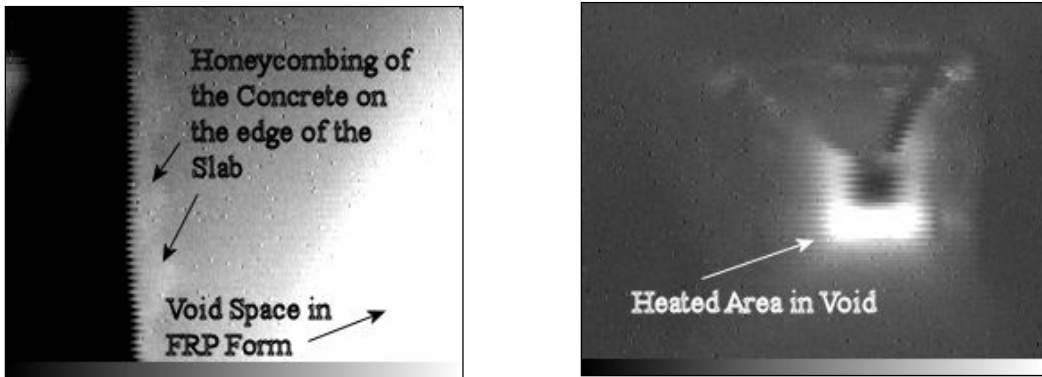 Honeycombing of
the Concrete on
the edge of the
Slab
Void Space in
FRP Form
Heated Area in Void